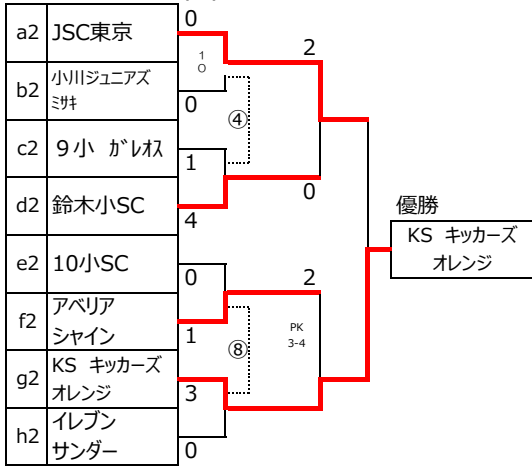 a2 JSC東京 0
1
0
2
b2 小川ジュニアズ
ミサキ 0
④
c2 9小 ガレオス 1
0
d2 鈴木小SC 4
優勝
KS キッカーズ
オレンジ
e2 10小SC 0
2
f2 アベリア
シャイン 1
PK
3-4
⑧
g2 KS キッカーズ
オレンジ 3
h2 イレブン
サンダー 0